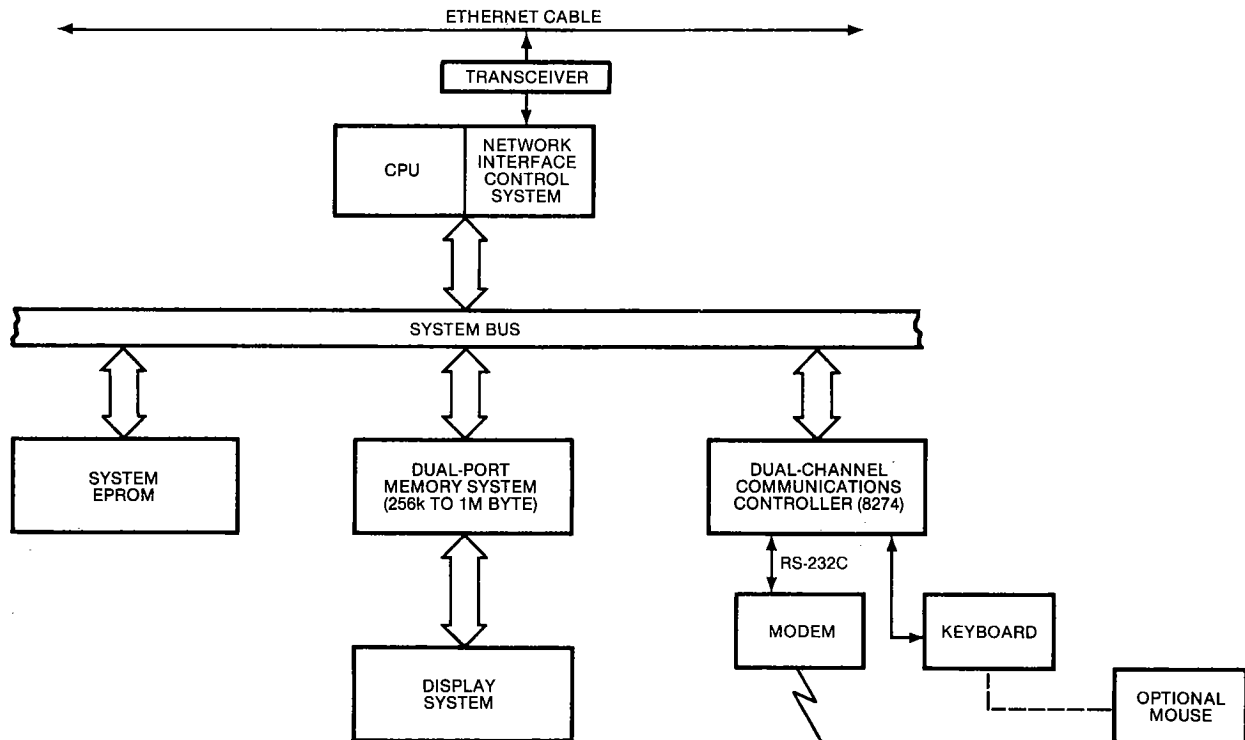 ETHERNET CABLE
TRANSCEIVER
CPU
NETWORK
INTERFACE
CONTROL
SYSTEM
SYSTEM BUS
SYSTEM
EPROM
DUAL-PORT
MEMORY SYSTEM
(256k TO 1M BYTE)
DUAL-CHANNEL
COMMUNICATIONS
CONTROLLER (8274)
RS-232C
MODEM
KEYBOARD
DISPLAY
SYSTEM
OPTIONAL
MOUSE